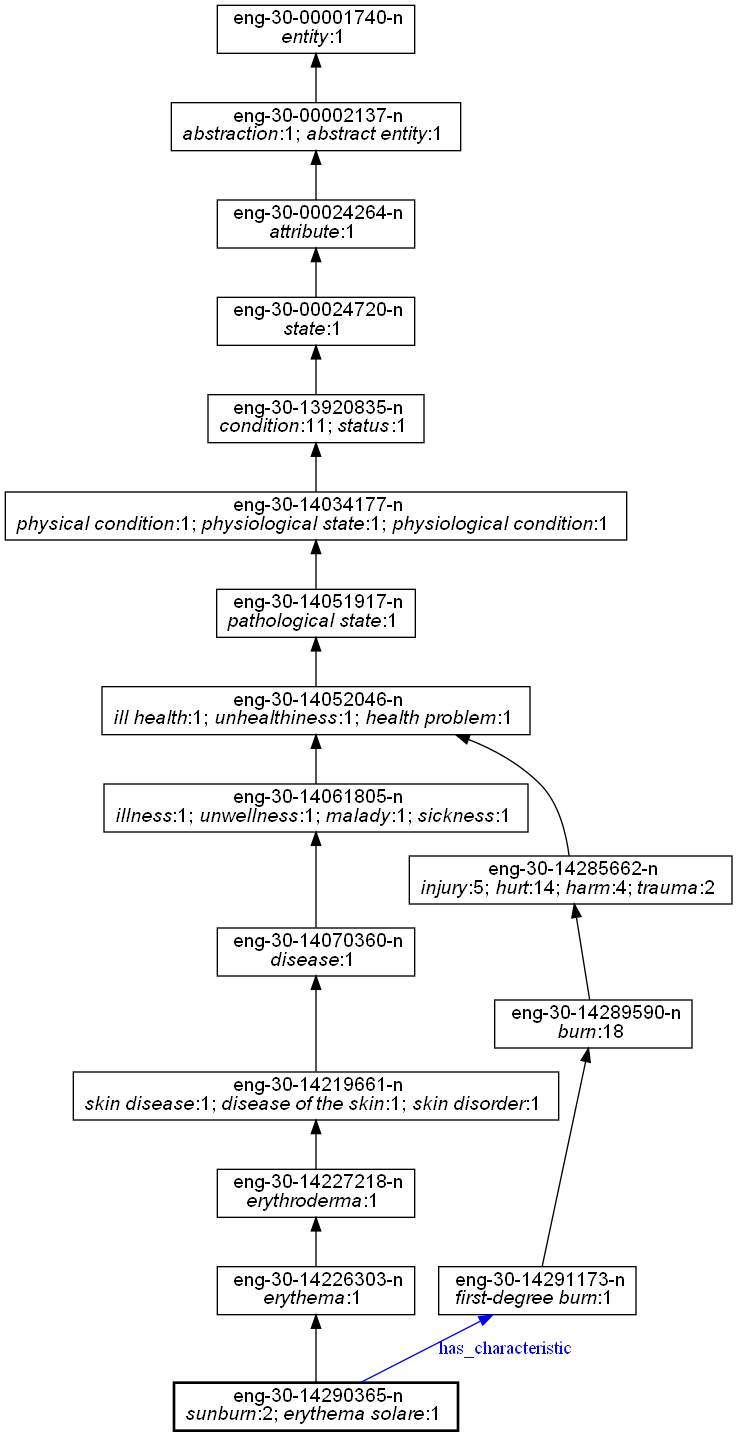 eng-30-00001740-n
entity:1
eng-30-00002137-n
abstraction:1; abstract entity:1
eng-30-00024264-n
attribute:1
eng-30-00024720-n
state:1
eng-30-13920835-n
condition:11; status:1
eng-30-14034177-n
physical condition:1; physiological state:1; physiological condition:1
eng-30-14051917-n
pathological state:1
eng-30-14052046-n
ill health:1; unhealthiness:1; health problem:1
eng-30-14061805-n
illness:1; unwellness:1; malady:1; sickness:1
eng-30-14285662-n
injury:5; hurt:14; harm:4; trauma:2
eng-30-14070360-n
disease:1
eng-30-14289590-n
burn:18
eng-30-14219661-n
skin disease:1; disease of the skin:1; skin disorder:1
eng-30-14227218-n
erythroderma:1
eng-30-14226303-n
erythema:1
eng-30-14291173-n
first-degree burn:1
has_characteristic
eng-30-14290365-n
sunburn:2; erythema solare:1